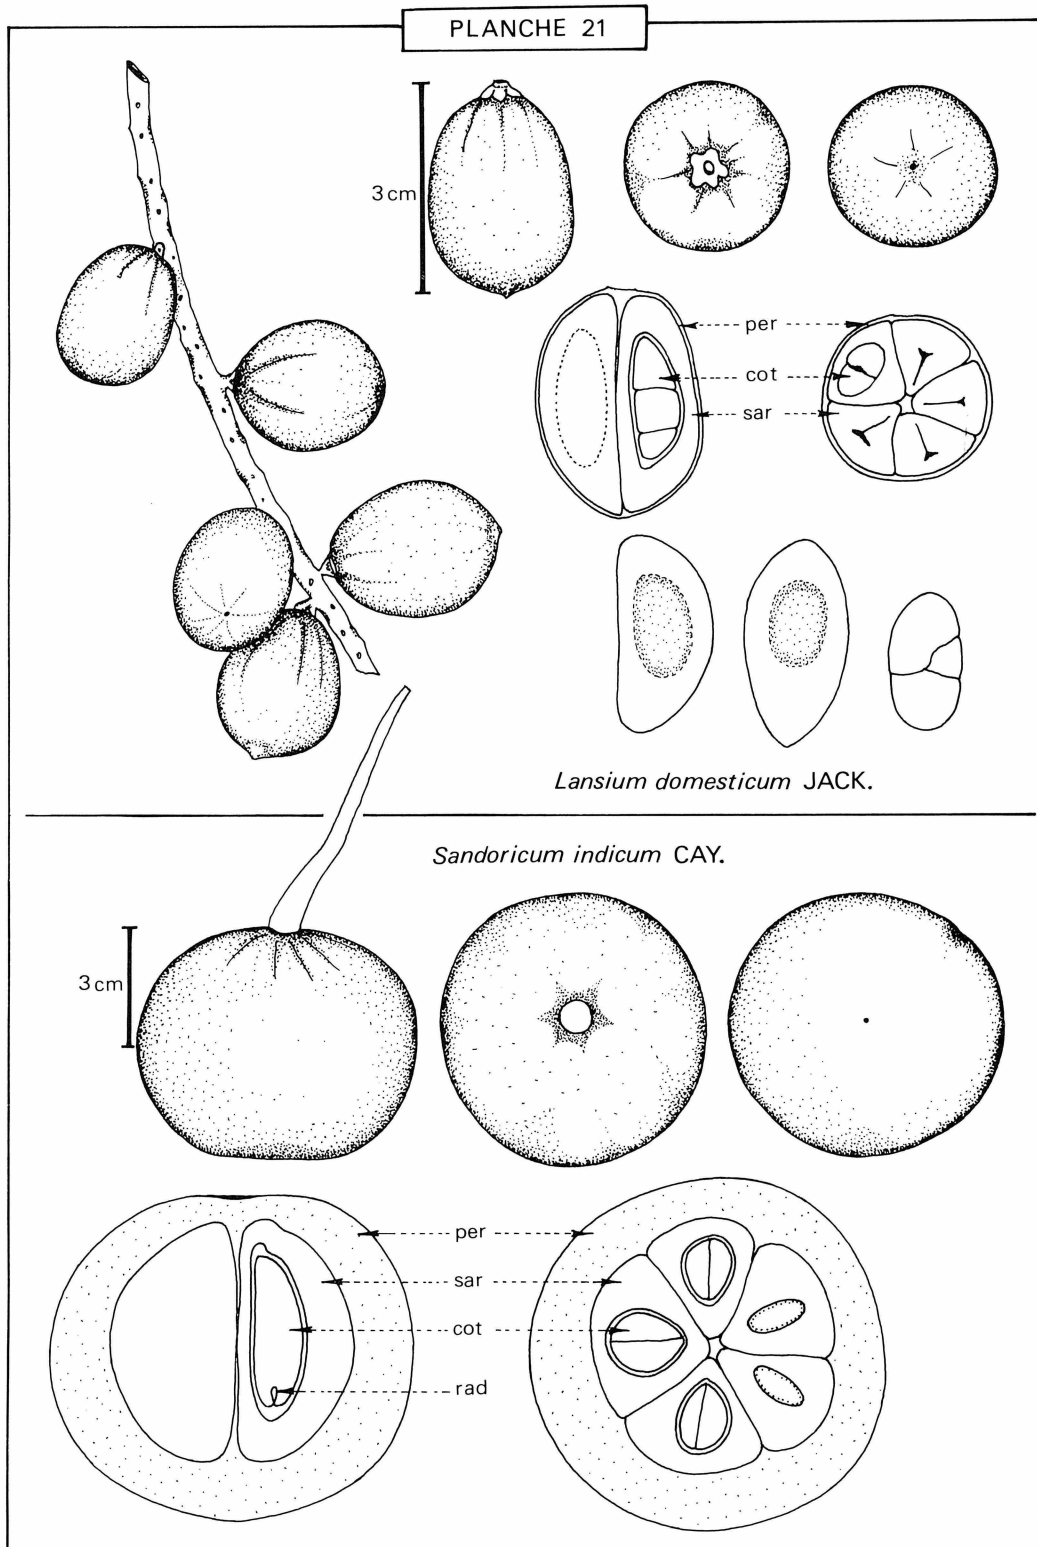 PLANCHE 21
3 cm
per
cot
sar
Lansium domesticum JACK.
Sandoricum indicum CAY.
3 cm
per
sar
cot
rad